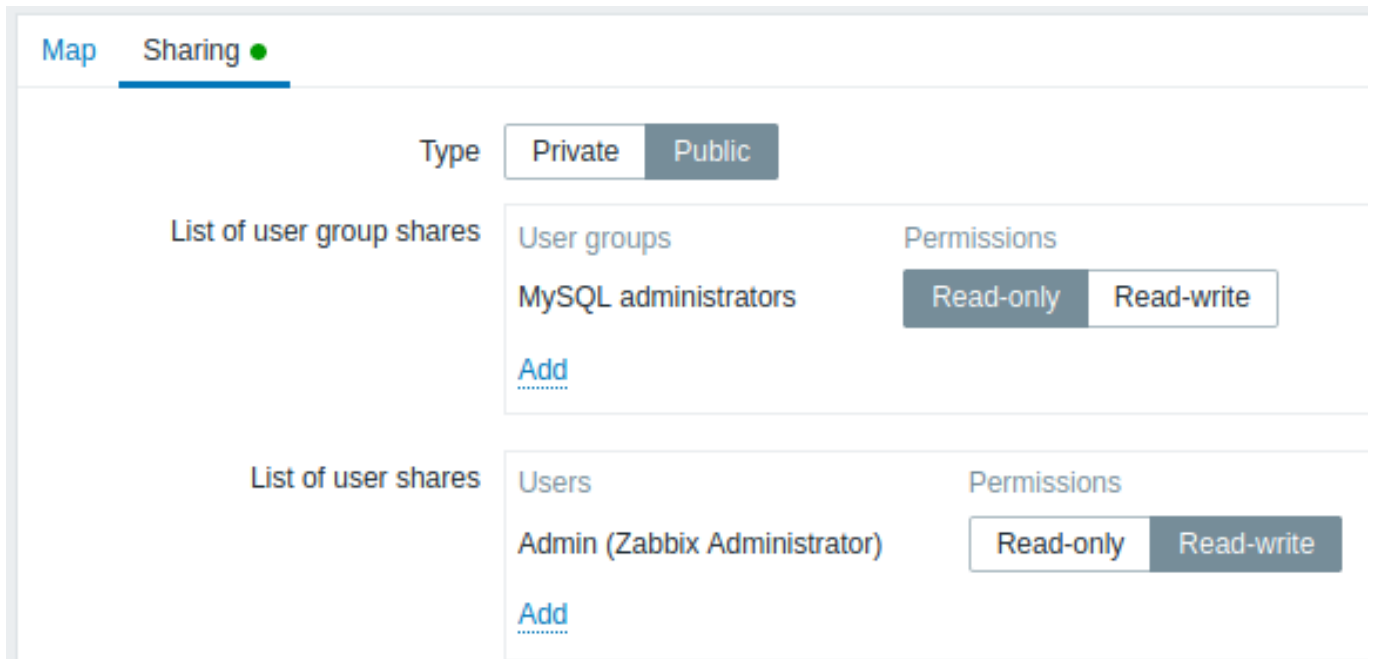 Map Sharing
Type Private Public
List of user group shares User groups Permissions
MySQL administrators Read-only Read-write
Add
List of user shares Users Permissions
Admin (Zabbix Administrator) Read-only Read-write
Add